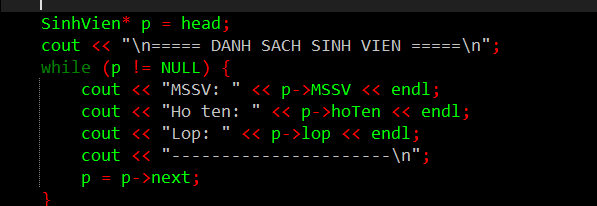 SinhVien* p = head;
cout << "\n===== DANH SACH SINH VIEN =====\n";
while (p != NULL) {
    cout << "MSSV: " << p->MSSV << endl;
    cout << "Ho ten: " << p->hoTen << endl;
    cout << "Lop: " << p->lop << endl;
    cout << "----------------------\n";
    p = p->next;
}